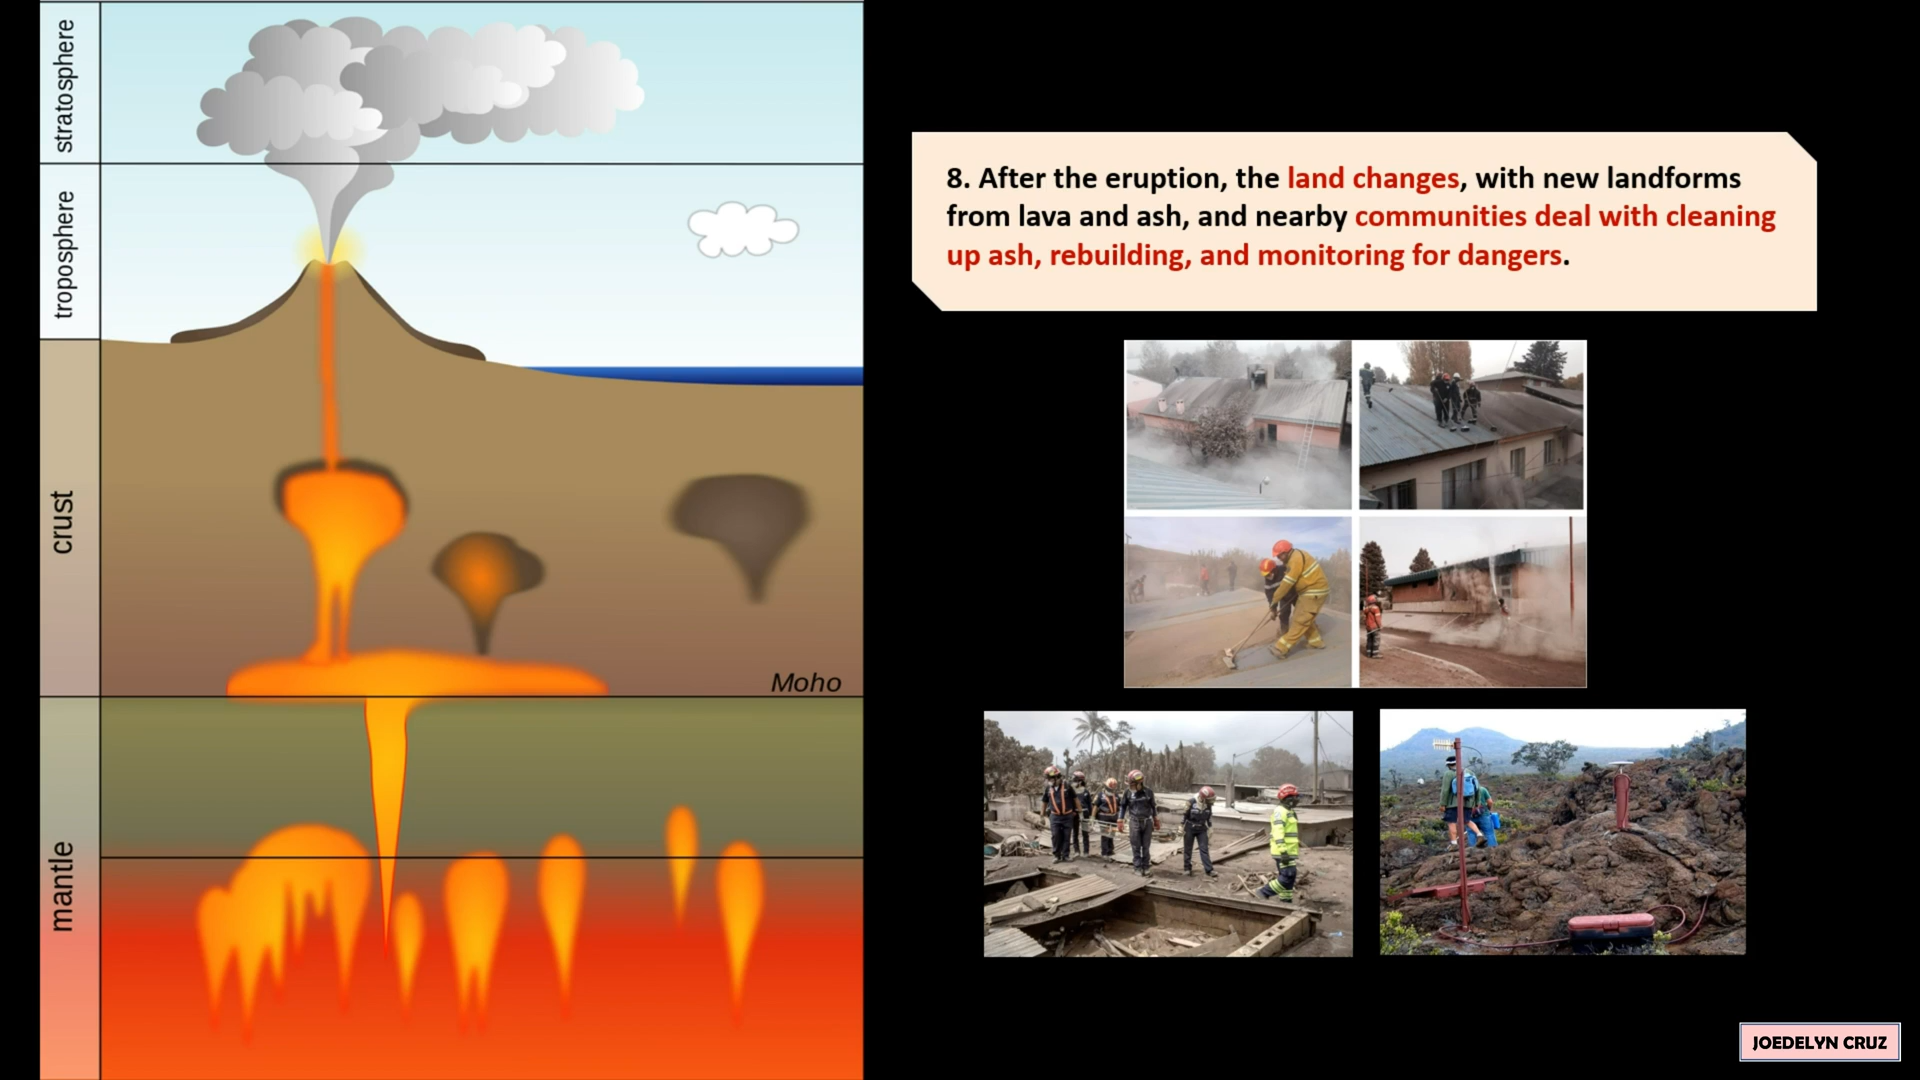 stratosphere
troposphere
crust
mantle
Moho
8. After the eruption, the land changes, with new landforms
from lava and ash, and nearby communities deal with cleaning
up ash, rebuilding, and monitoring for dangers.
JOEDELYN CRUZ